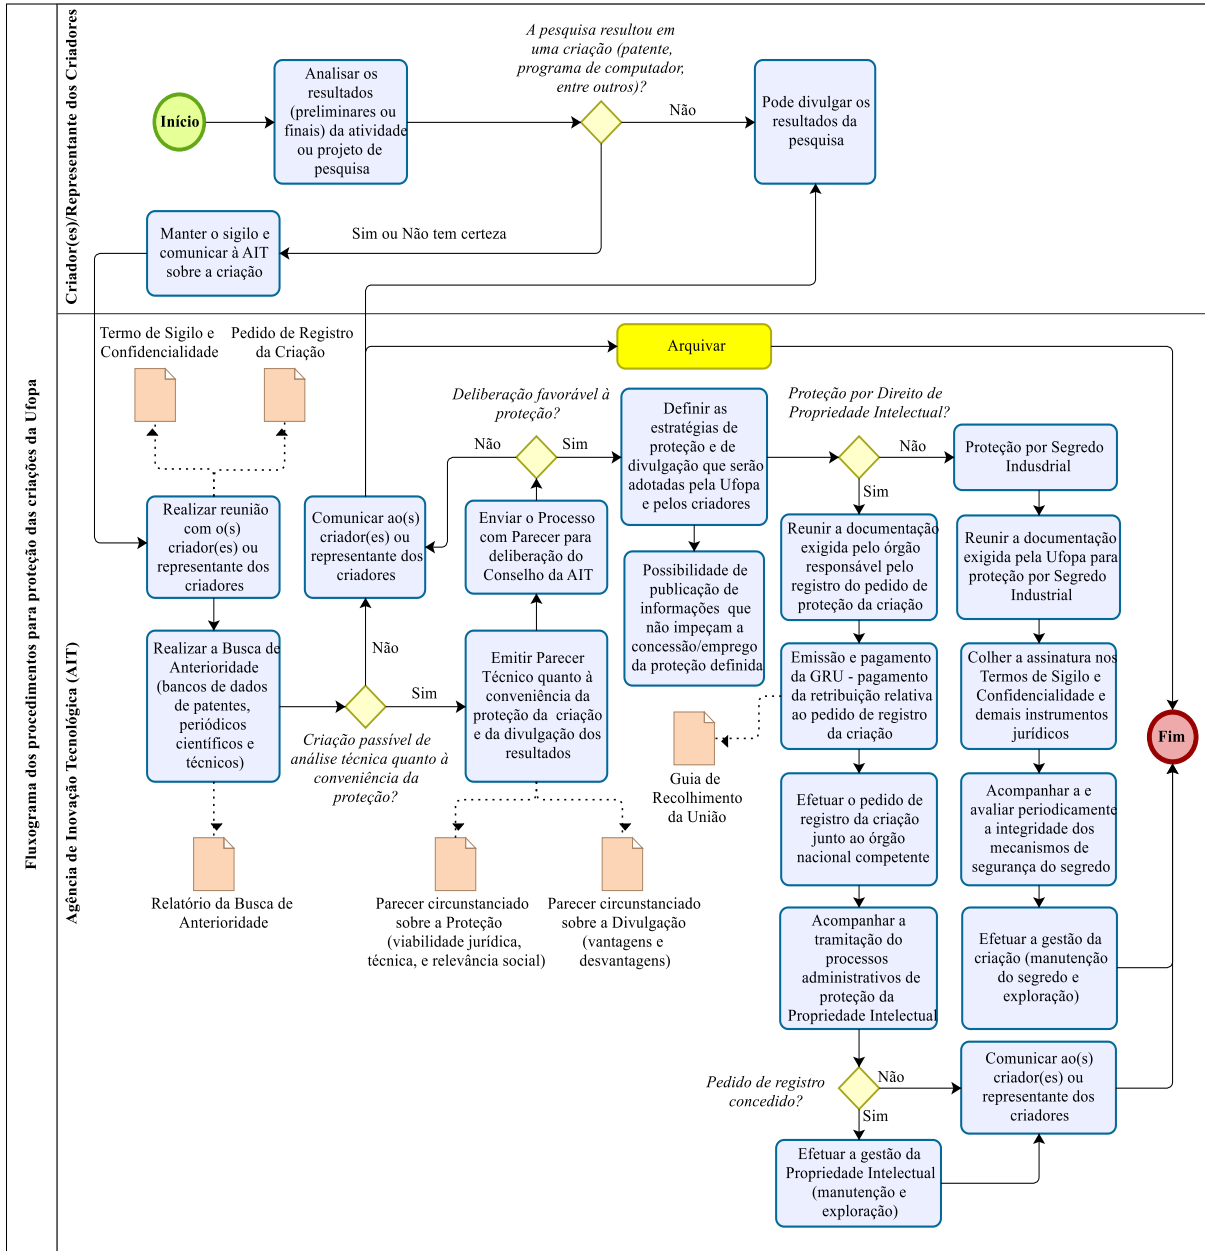 Fluxograma dos procedimentos para proteção das criações da Ufopa
Criador(es)/Representante dos Criadores
Início
Analisar os
resultados
(preliminares ou
finais) da atividade
ou projeto de
pesquisa
A pesquisa resultou em
uma criação (patente,
programa de computador,
entre outros)?
Não
Pode divulgar os
resultados da
pesquisa
Sim ou Não tem certeza
Manter o sigilo e
comunicar à AIT
sobre a criação
Agência de Inovação Tecnológica (AIT)
Termo de Sigilo e
Confidencialidade
Pedido de Registro
da Criação
Realizar reunião
com o(s)
criador(es) ou
representante dos
criadores
Realizar a Busca de
Anterioridade
(bancos de dados
de patentes,
periódicos
científicos e
técnicos)
Relatório da Busca de
Anterioridade
Criação passível de
análise técnica quanto à
conveniência da
proteção?
Não
Sim
Comunicar ao(s)
criador(es) ou
representante dos
criadores
Arquivar
Emitir Parecer
Técnico quanto à
conveniência da
proteção da  criação
e da divulgação dos
resultados
Parecer circunstanciado
sobre a Proteção
(viabilidade jurídica,
técnica, e relevância social)
Parecer circunstanciado
sobre a Divulgação
(vantagens e
desvantagens)
Enviar o Processo
com Parecer para
deliberação do
Conselho da AIT
Deliberação favorável à
proteção?
Não
Sim
Definir as
estratégias de
proteção e de
divulgação que serão
adotadas pela Ufopa
e pelos criadores
Possibilidade de
publicação de
informações  que
não impeçam a
concessão/emprego
da proteção definida
Proteção por Direito de
Propriedade Intelectual?
Não
Sim
Reunir a documentação
exigida pelo órgão
responsável pelo
registro do pedido de
proteção da criação
Emissão e pagamento
da GRU - pagamento
da retribuição relativa
ao pedido de registro
da criação
Guia de
Recolhimento
da União
Efetuar o pedido de
registro da criação
junto ao órgão
nacional competente
Acompanhar a
tramitação do
processos
administrativos de
proteção da
Propriedade Intelectual
Pedido de registro
concedido?
Não
Sim
Efetuar a gestão da
Propriedade Intelectual
(manutenção e
exploração)
Proteção por Segredo
Indusdrial
Reunir a documentação
exigida pela Ufopa para
proteção por Segredo
Industrial
Colher a assinatura nos
Termos de Sigilo e
Confidencialidade e
demais instrumentos
jurídicos
Acompanhar a e
avaliar periodicamente
a integridade dos
mecanismos de
segurança do segredo
Efetuar a gestão da
criação (manutenção
do segredo e
exploração)
Comunicar ao(s)
criador(es) ou
representante dos
criadores
Fim